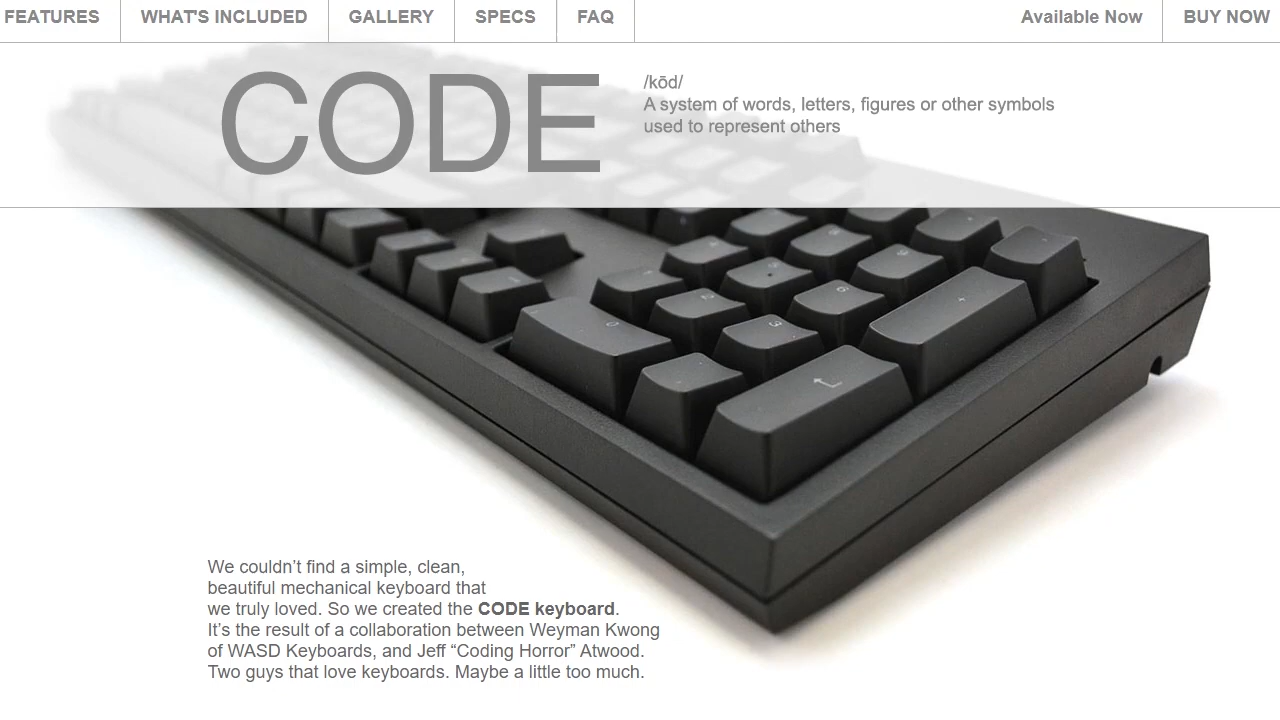 FEATURES
WHAT'S INCLUDED
GALLERY
SPECS
FAQ
Available Now
BUY NOW
CODE
/kōd/
A system of words, letters, figures or other symbols
used to represent others
We couldn’t find a simple, clean,
beautiful mechanical keyboard that
we truly loved. So we created the CODE keyboard.
It’s the result of a collaboration between Weyman Kwong
of WASD Keyboards, and Jeff “Coding Horror” Atwood.
Two guys that love keyboards. Maybe a little too much.